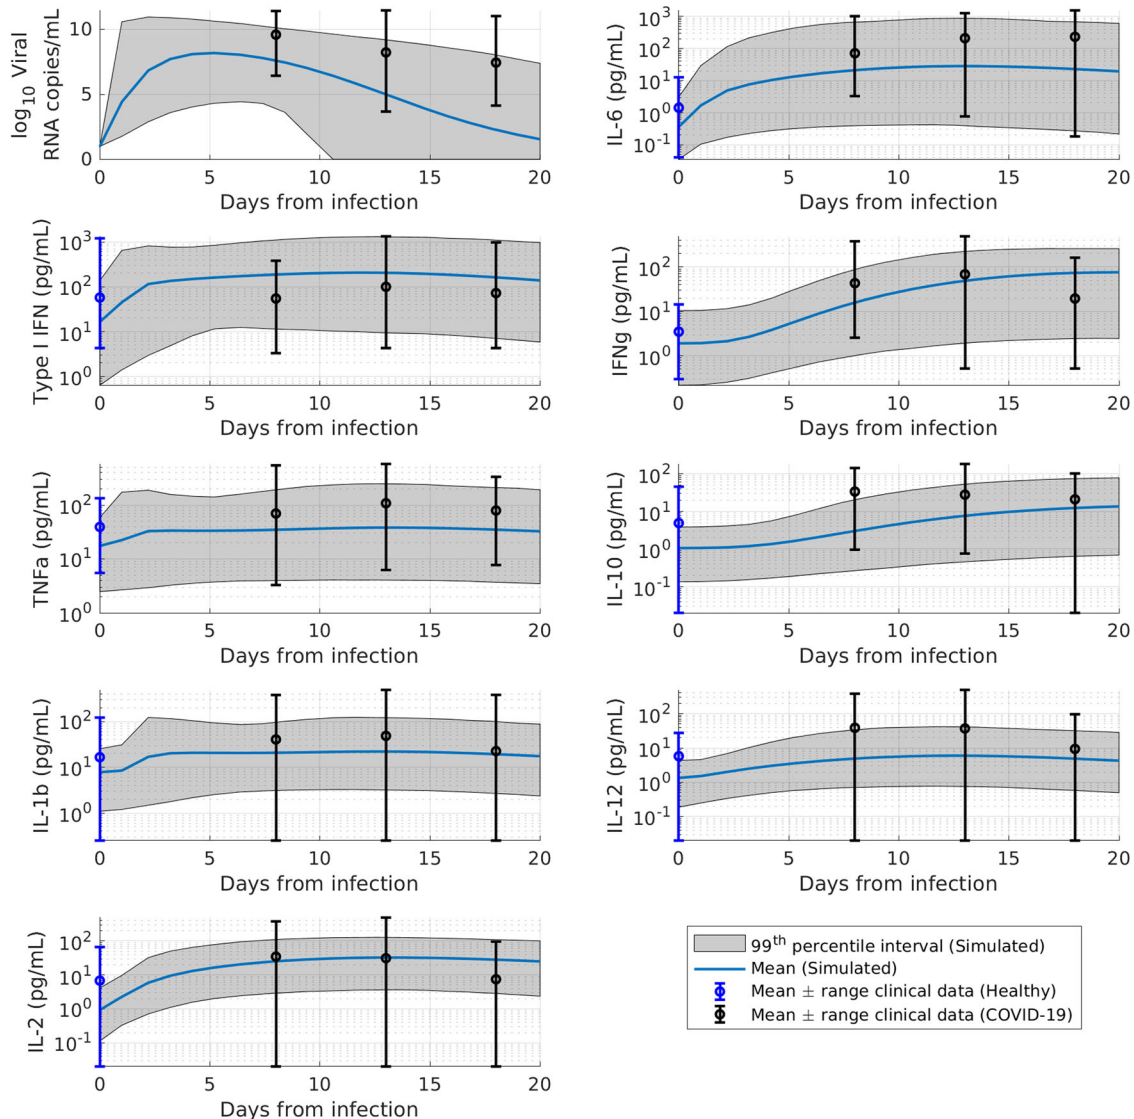 log10 Viral
RNA copies/mL
10
5
0
0 5 10 15 20
Days from infection
IL-6 (pg/mL)
10^3
10^2
10^1
10^0
10^-1
0 5 10 15 20
Days from infection
Type I IFN (pg/mL)
10^3
10^2
10^1
10^0
0 5 10 15 20
Days from infection
IFNg (pg/mL)
10^2
10^0
0 5 10 15 20
Days from infection
TNFa (pg/mL)
10^2
10^1
10^0
0 5 10 15 20
Days from infection
IL-10 (pg/mL)
10^2
10^1
10^0
10^-1
0 5 10 15 20
Days from infection
IL-1b (pg/mL)
10^2
10^1
10^0
0 5 10 15 20
Days from infection
IL-12 (pg/mL)
10^2
10^1
10^0
10^-1
0 5 10 15 20
Days from infection
IL-2 (pg/mL)
10^2
10^1
10^0
10^-1
0 5 10 15 20
Days from infection
99th percentile interval (Simulated)
Mean (Simulated)
Mean ± range clinical data (Healthy)
Mean ± range clinical data (COVID-19)